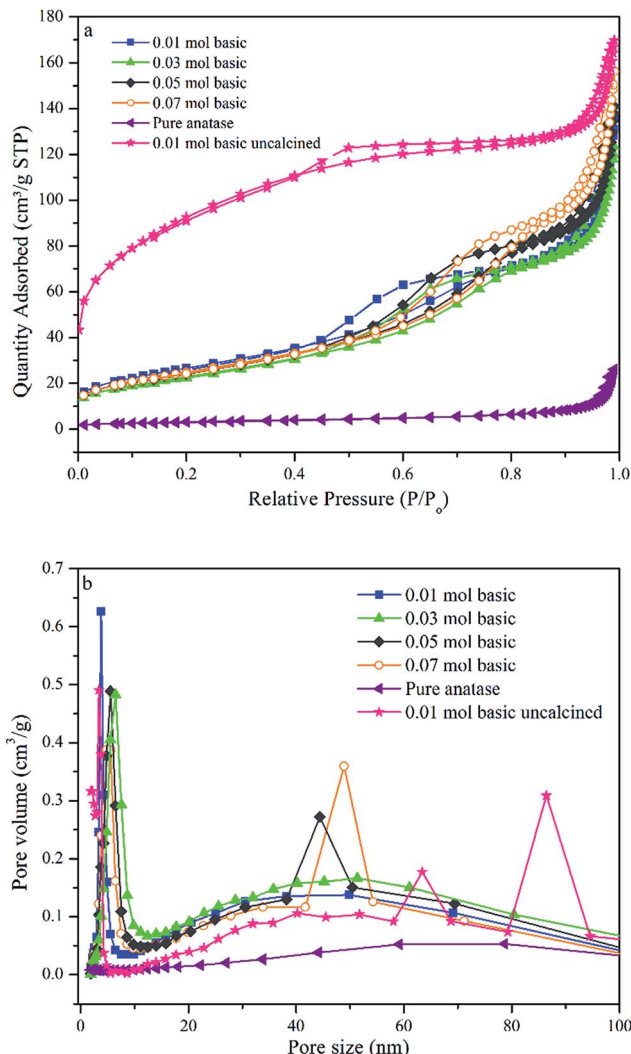 180
a
160
0.01 mol basic
0.03 mol basic
140
0.05 mol basic
0.07 mol basic
120
Pure anatase
0.01 mol basic uncalcined
100
80
60
40
20
0
Quantity Adsorbed (cm³/g STP)
0.0 0.2 0.4 0.6 0.8 1.0
Relative Pressure (P/Pₒ)
0.7
b
0.01 mol basic
0.6
0.03 mol basic
0.05 mol basic
0.5
0.07 mol basic
Pure anatase
0.4
0.01 mol basic uncalcined
0.3
0.2
0.1
0.0
Pore volume (cm³/g)
0 20 40 60 80 100
Pore size (nm)